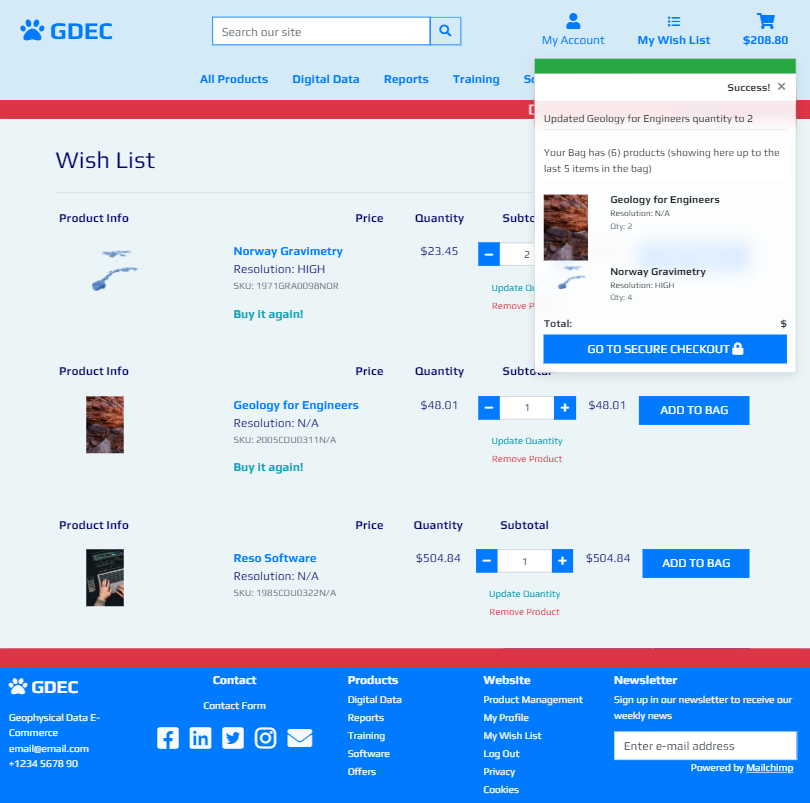 GDEC
Search our site
My Account
My Wish List
$208.80
All Products
Digital Data
Reports
Training
Success!
Updated Geology for Engineers quantity to 2
Your Bag has (6) products (showing here up to the
last 5 items in the bag)
Geology for Engineers
Resolution: N/A
Qty: 2
Norway Gravimetry
Resolution: HIGH
Qty: 4
Total:
$
GO TO SECURE CHECKOUT
Wish List
Product Info
Price
Quantity
Norway Gravimetry
$23.45
2
Resolution: HIGH
SKU: 1971GRA0098NOR
Update Qu
Remove P
Buy it again!
Product Info
Price
Quantity
Subtotal
Geology for Engineers
$48.01
1
$48.01
ADD TO BAG
Resolution: N/A
SKU: 2005COU0311N/A
Update Quantity
Remove Product
Buy it again!
Product Info
Price
Quantity
Subtotal
Reso Software
$504.84
1
$504.84
ADD TO BAG
Resolution: N/A
SKU: 1985COU0322N/A
Update Quantity
Remove Product
GDEC
Geophysical Data E-
Commerce
email@email.com
+1234 5678 90
Contact
Contact Form
Products
Digital Data
Reports
Training
Software
Offers
Website
Product Management
My Profile
My Wish List
Log Out
Privacy
Cookies
Newsletter
Sign up in our newsletter to receive our
weekly news
Enter e-mail address
Powered by Mailchimp